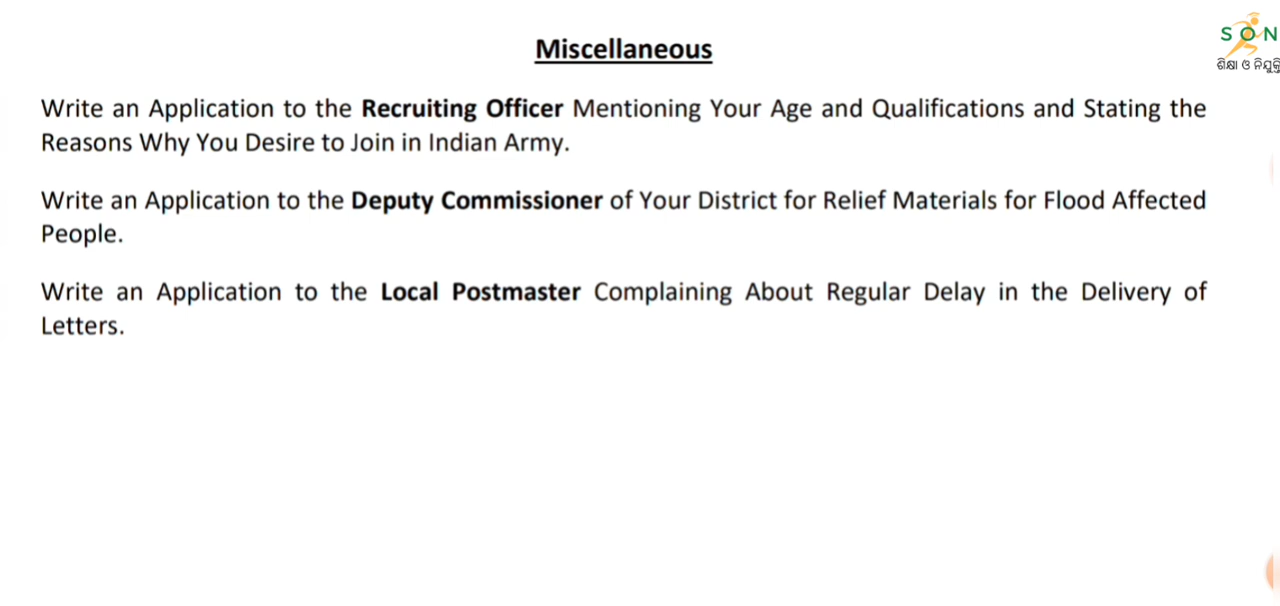 Miscellaneous
S O N
ଶିକ୍ଷା ଓ ନିଯୁକ୍ତି
Write an Application to the Recruiting Officer Mentioning Your Age and Qualifications and Stating the
Reasons Why You Desire to Join in Indian Army.
Write an Application to the Deputy Commissioner of Your District for Relief Materials for Flood Affected
People.
Write an Application to the Local Postmaster Complaining About Regular Delay in the Delivery of
Letters.